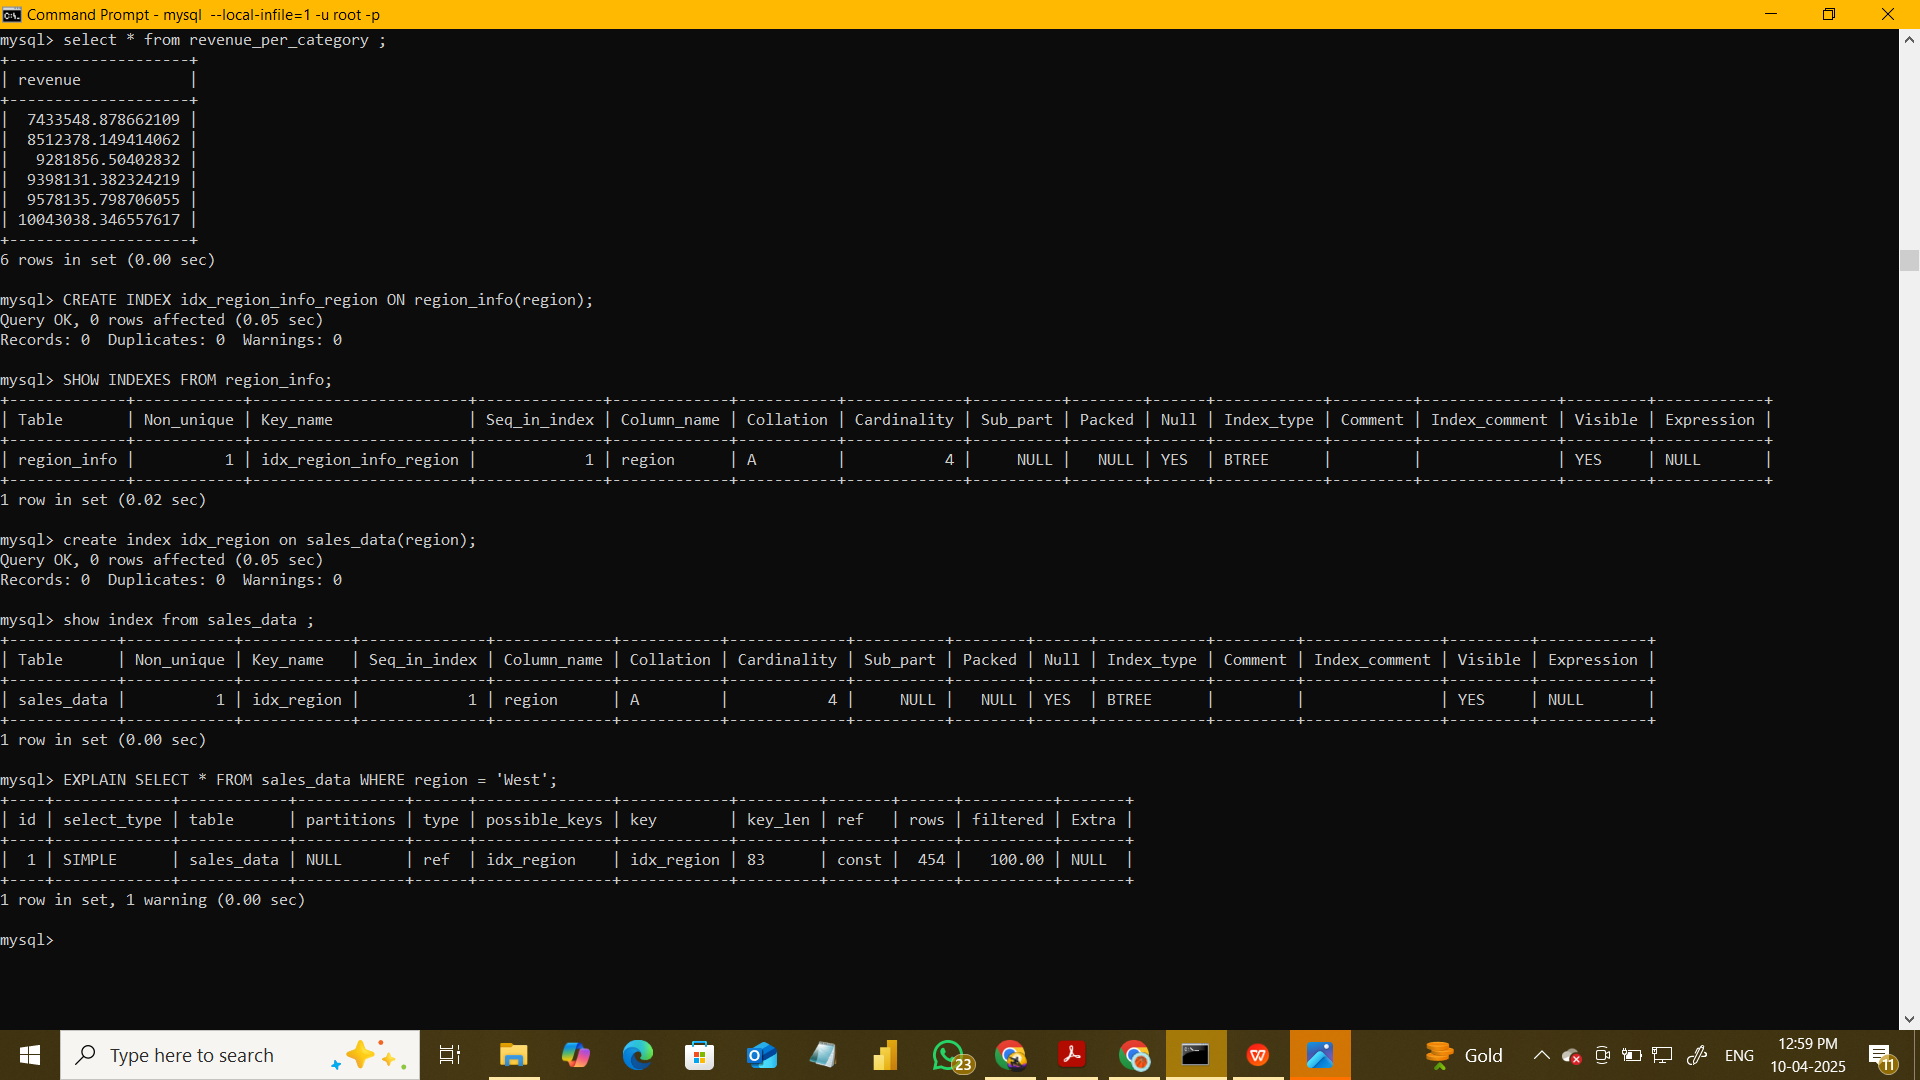 Command Prompt - mysql  --local-infile=1 -u root -p
mysql> select * from revenue_per_category ;
+--------------------+
| revenue            |
+--------------------+
|  7433548.878662109 |
|  8512378.149414062 |
|   9281856.50402832 |
|  9398131.382324219 |
|  9578135.798706055 |
| 10043038.346557617 |
+--------------------+
6 rows in set (0.00 sec)

mysql> CREATE INDEX idx_region_info_region ON region_info(region);
Query OK, 0 rows affected (0.05 sec)
Records: 0  Duplicates: 0  Warnings: 0

mysql> SHOW INDEXES FROM region_info;
+-------------+------------+------------------------+--------------+-------------+-----------+-------------+----------+--------+------+------------+---------+---------------+---------+------------+
| Table       | Non_unique | Key_name               | Seq_in_index | Column_name | Collation | Cardinality | Sub_part | Packed | Null | Index_type | Comment | Index_comment | Visible | Expression |
+-------------+------------+------------------------+--------------+-------------+-----------+-------------+----------+--------+------+------------+---------+---------------+---------+------------+
| region_info |          1 | idx_region_info_region |            1 | region      | A         |           4 |     NULL |   NULL | YES  | BTREE      |         |               | YES     | NULL       |
+-------------+------------+------------------------+--------------+-------------+-----------+-------------+----------+--------+------+------------+---------+---------------+---------+------------+
1 row in set (0.02 sec)

mysql> create index idx_region on sales_data(region);
Query OK, 0 rows affected (0.05 sec)
Records: 0  Duplicates: 0  Warnings: 0

mysql> show index from sales_data ;
+------------+------------+------------+--------------+-------------+-----------+-------------+----------+--------+------+------------+---------+---------------+---------+------------+
| Table      | Non_unique | Key_name   | Seq_in_index | Column_name | Collation | Cardinality | Sub_part | Packed | Null | Index_type | Comment | Index_comment | Visible | Expression |
+------------+------------+------------+--------------+-------------+-----------+-------------+----------+--------+------+------------+---------+---------------+---------+------------+
| sales_data |          1 | idx_region |            1 | region      | A         |           4 |     NULL |   NULL | YES  | BTREE      |         |               | YES     | NULL       |
+------------+------------+------------+--------------+-------------+-----------+-------------+----------+--------+------+------------+---------+---------------+---------+------------+
1 row in set (0.00 sec)

mysql> EXPLAIN SELECT * FROM sales_data WHERE region = 'West';
+----+-------------+------------+------------+------+---------------+------------+---------+-------+------+----------+-------+
| id | select_type | table      | partitions | type | possible_keys | key        | key_len | ref   | rows | filtered | Extra |
+----+-------------+------------+------------+------+---------------+------------+---------+-------+------+----------+-------+
|  1 | SIMPLE      | sales_data | NULL       | ref  | idx_region    | idx_region | 83      | const |  454 |   100.00 | NULL  |
+----+-------------+------------+------------+------+---------------+------------+---------+-------+------+----------+-------+
1 row in set, 1 warning (0.00 sec)

mysql>
Type here to search
23
Gold
ENG
12:59 PM
10-04-2025
11